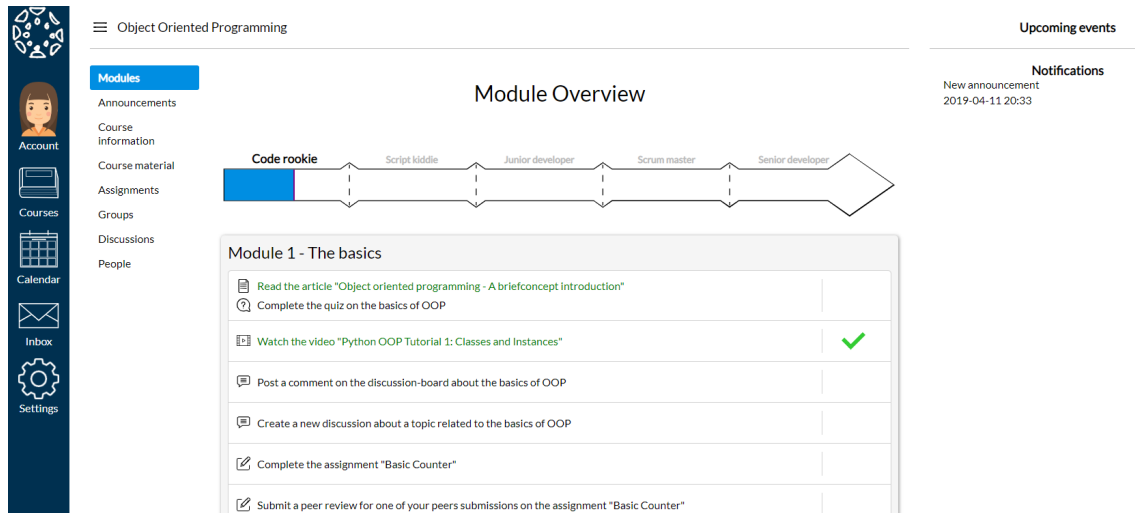 Object Oriented Programming
Upcoming events
Account
Courses
Calendar
Inbox
Settings
Modules
Announcements
Course
information
Course material
Assignments
Groups
Discussions
People
Module Overview
Code rookie
Script kiddie
Junior developer
Scrum master
Senior developer
Module 1 - The basics
Read the article "Object oriented programming - A briefconcept introduction"
Complete the quiz on the basics of OOP
Watch the video "Python OOP Tutorial 1: Classes and Instances"
Post a comment on the discussion-board about the basics of OOP
Create a new discussion about a topic related to the basics of OOP
Complete the assignment "Basic Counter"
Submit a peer review for one of your peers submissions on the assignment "Basic Counter"
Notifications
New announcement
2019-04-11 20:33